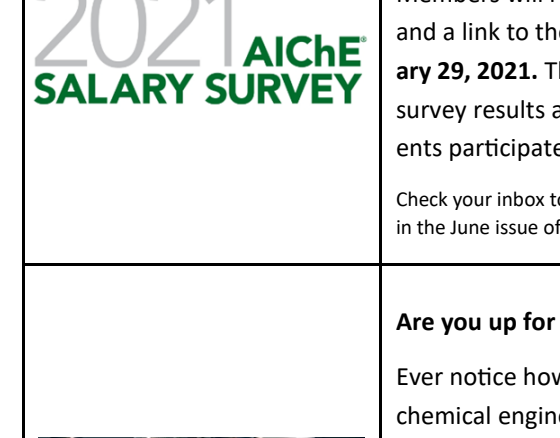 2021 AIChE®
SALARY SURVEY
and a link to the
ary 29, 2021. T
survey results a
ents participate
Check your inbox to
in the June issue of
Are you up for
Ever notice how
chemical engine